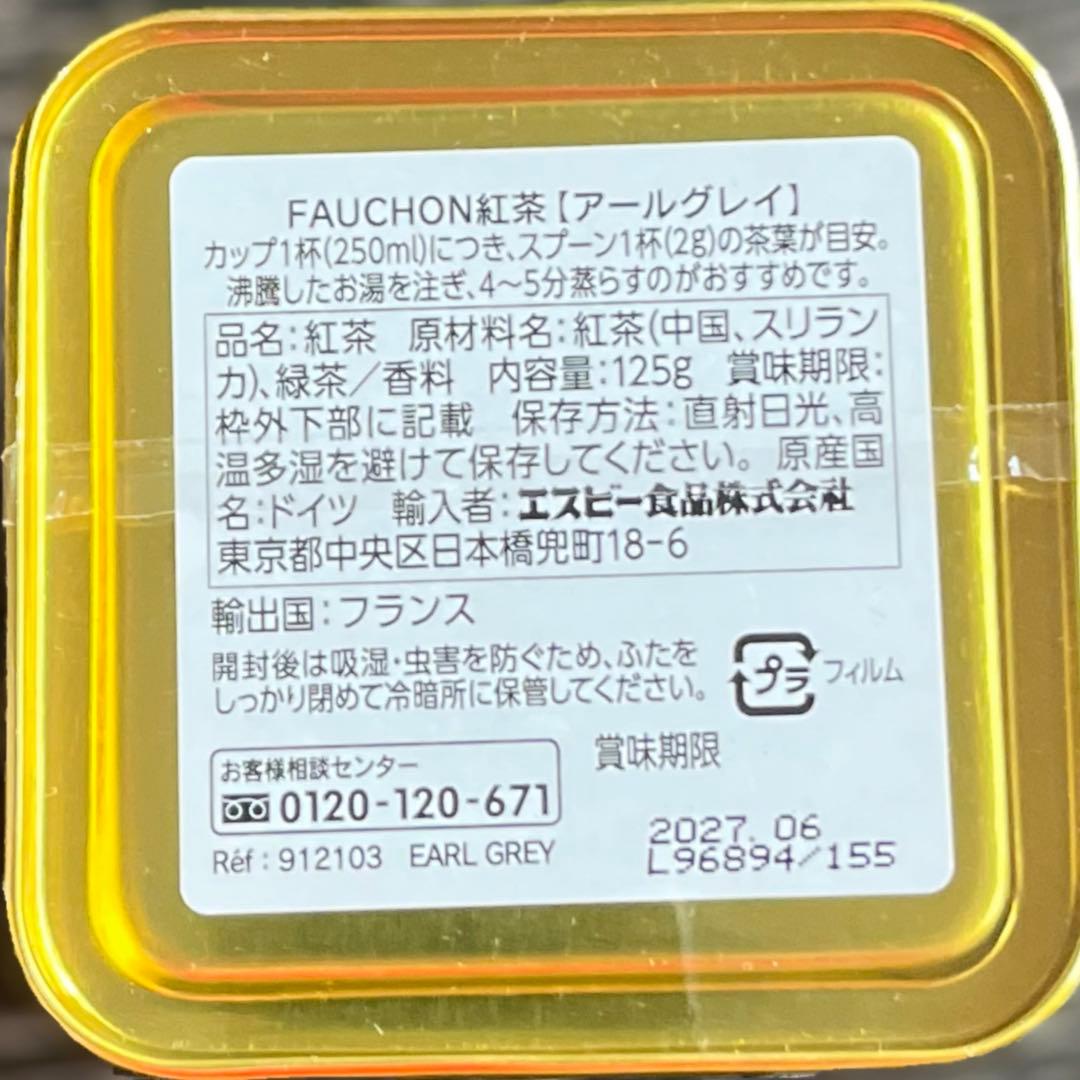 FAUCHON紅茶【アールグレイ】
カップ1杯(250ml)につき、スプーン1杯(2g)の茶葉が目安。
沸騰したお湯を注ぎ、4〜5分蒸らすのがおすすめです。
品名：紅茶　原材料名：紅茶(中国、スリラン
カ)、緑茶／香料　内容量：125g　賞味期限：
枠外下部に記載　保存方法：直射日光、高
温多湿を避けて保存してください。原産国
名：ドイツ　輸入者：エスビー食品株式会社
東京都中央区日本橋兜町18-6
輸出国：フランス
開封後は吸湿・虫害を防ぐため、ふたを
しっかり閉めて冷暗所に保管してください。
プラ フィルム
お客様相談センター
0120-120-671
賞味期限
Réf : 912103 EARL GREY
2027. 06
L96894/155